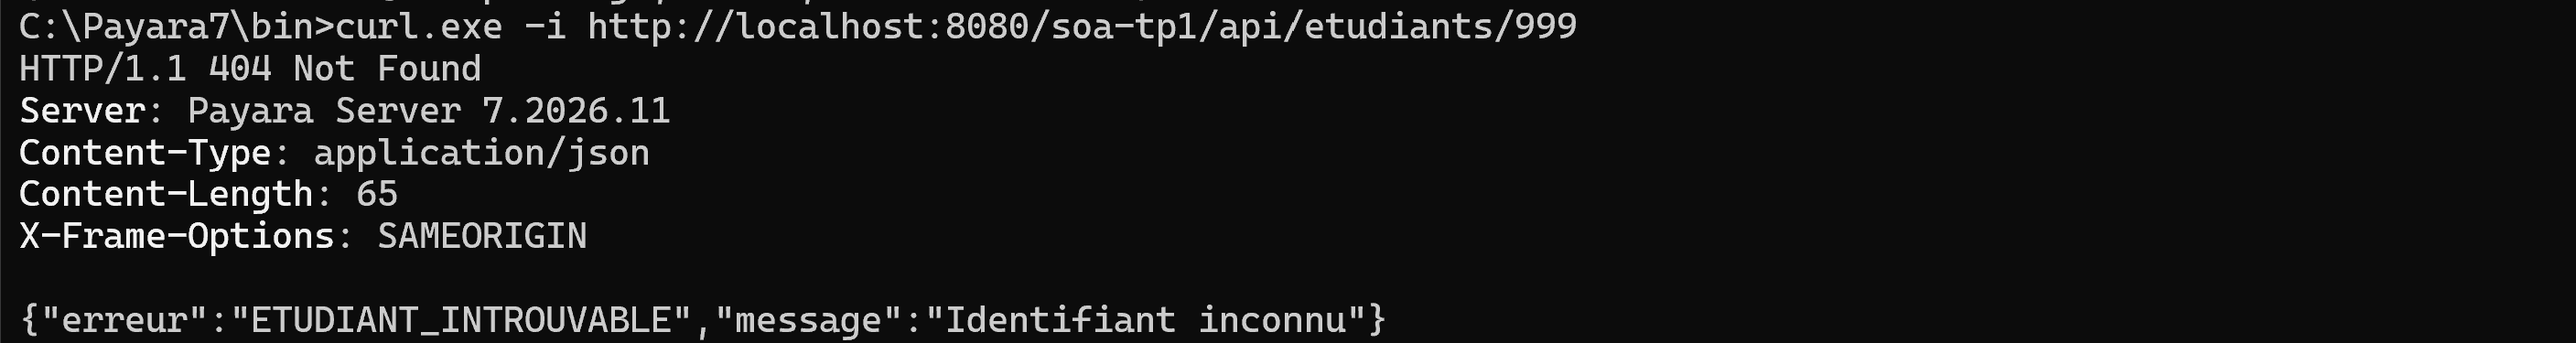 C:\Payara7\bin>curl.exe -i http://localhost:8080/soa-tp1/api/etudiants/999
HTTP/1.1 404 Not Found
Server: Payara Server 7.2026.11
Content-Type: application/json
Content-Length: 65
X-Frame-Options: SAMEORIGIN
{"erreur":"ETUDIANT_INTROUVABLE","message":"Identifiant inconnu"}